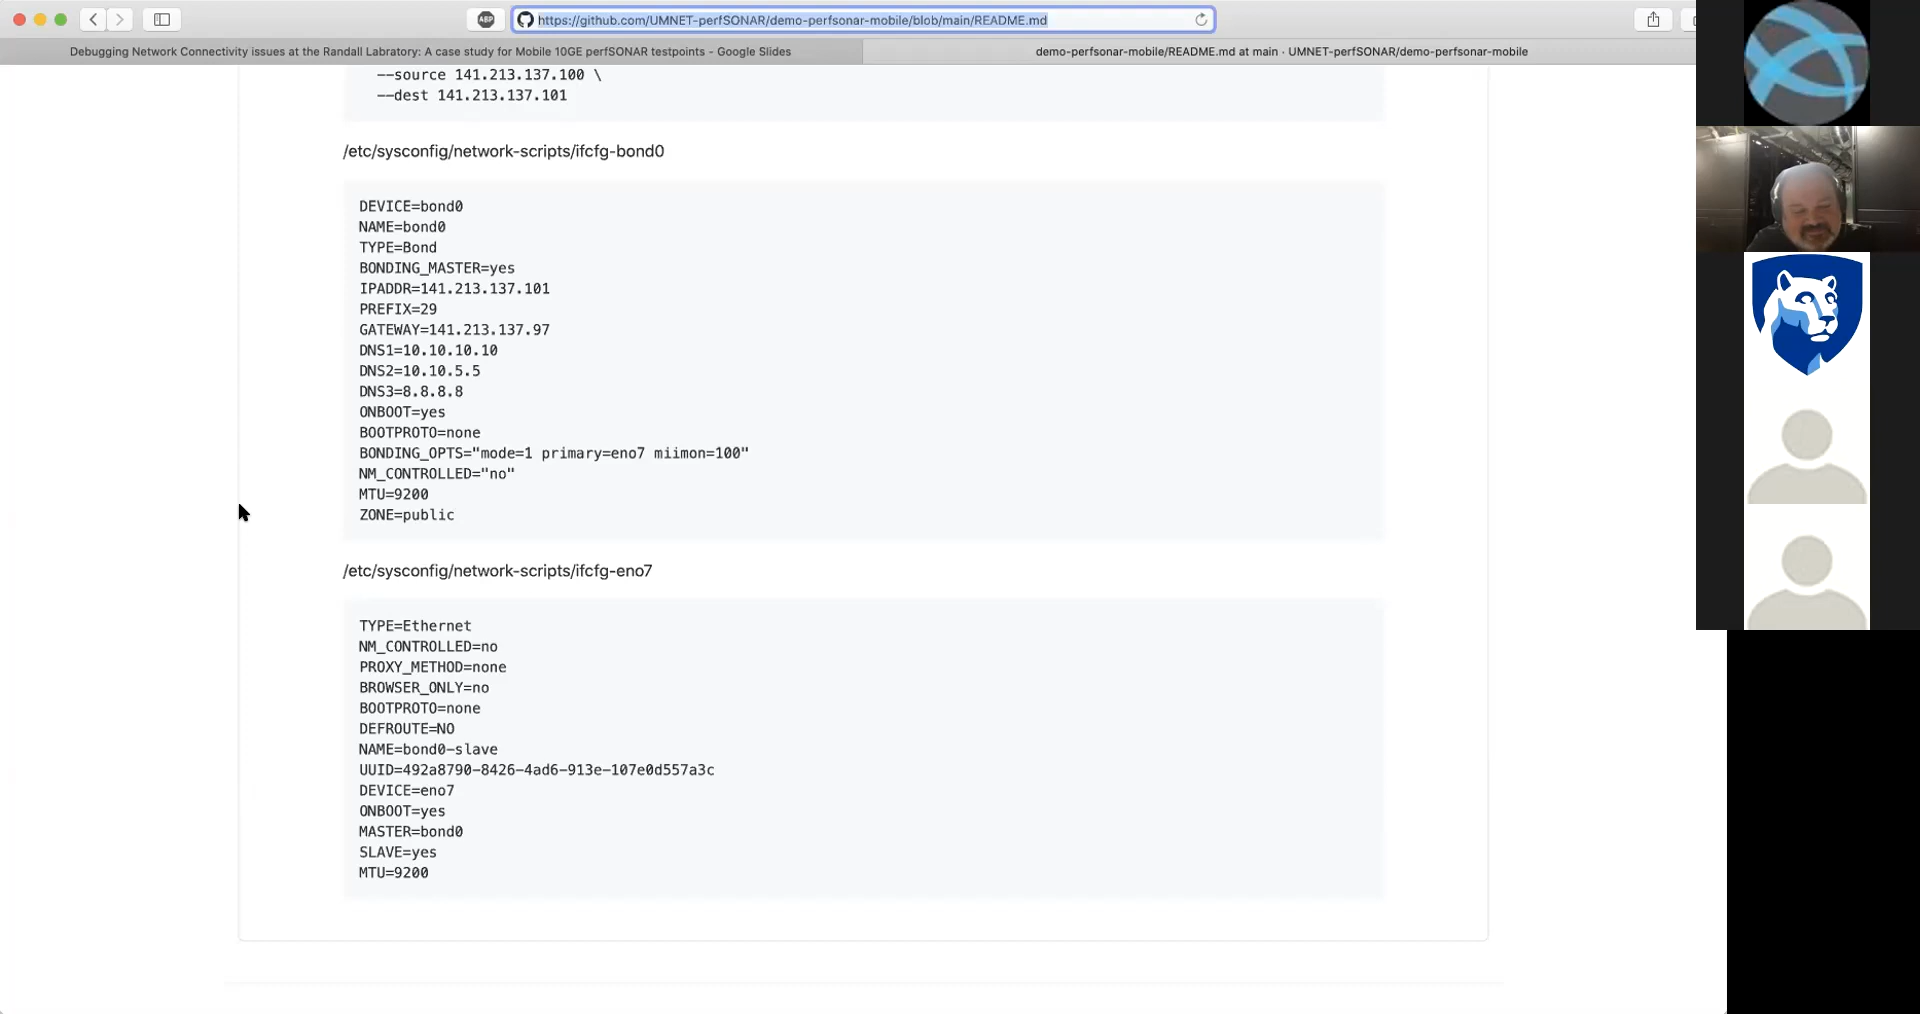 ABP
https://github.com/UMNET-perfSONAR/demo-perfsonar-mobile/blob/main/README.md
Debugging Network Connectivity issues at the Randall Labratory: A case study for Mobile 10GE perfSONAR testpoints - Google Slides
demo-perfsonar-mobile/README.md at main · UMNET-perfSONAR/demo-perfsonar-mobile
--source 141.213.137.100 \
--dest 141.213.137.101
/etc/sysconfig/network-scripts/ifcfg-bond0
DEVICE=bond0
NAME=bond0
TYPE=Bond
BONDING_MASTER=yes
IPADDR=141.213.137.101
PREFIX=29
GATEWAY=141.213.137.97
DNS1=10.10.10.10
DNS2=10.10.5.5
DNS3=8.8.8.8
ONBOOT=yes
BOOTPROTO=none
BONDING_OPTS="mode=1 primary=eno7 miimon=100"
NM_CONTROLLED="no"
MTU=9200
ZONE=public
/etc/sysconfig/network-scripts/ifcfg-eno7
TYPE=Ethernet
NM_CONTROLLED=no
PROXY_METHOD=none
BROWSER_ONLY=no
BOOTPROTO=none
DEFROUTE=NO
NAME=bond0-slave
UUID=492a8790-8426-4ad6-913e-107e0d557a3c
DEVICE=eno7
ONBOOT=yes
MASTER=bond0
SLAVE=yes
MTU=9200